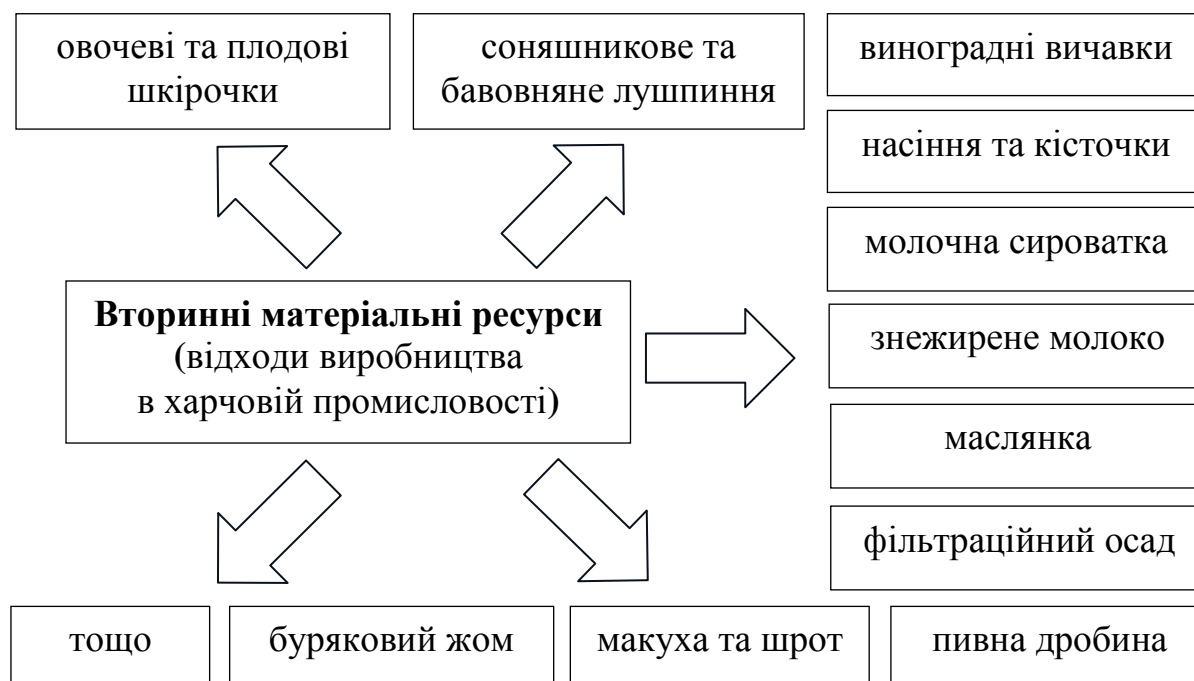 овочеві та плодові
шкірочки
соняшникове та
бавовняне лушпиння
виноградні вичавки
насіння та кісточки
молочна сироватка
знежирене молоко
маслянка
фільтраційний осад
Вторинні матеріальні ресурси
(відходи виробництва
в харчовій промисловості)
тощо
буряковий жом
макуха та шрот
пивна дробина